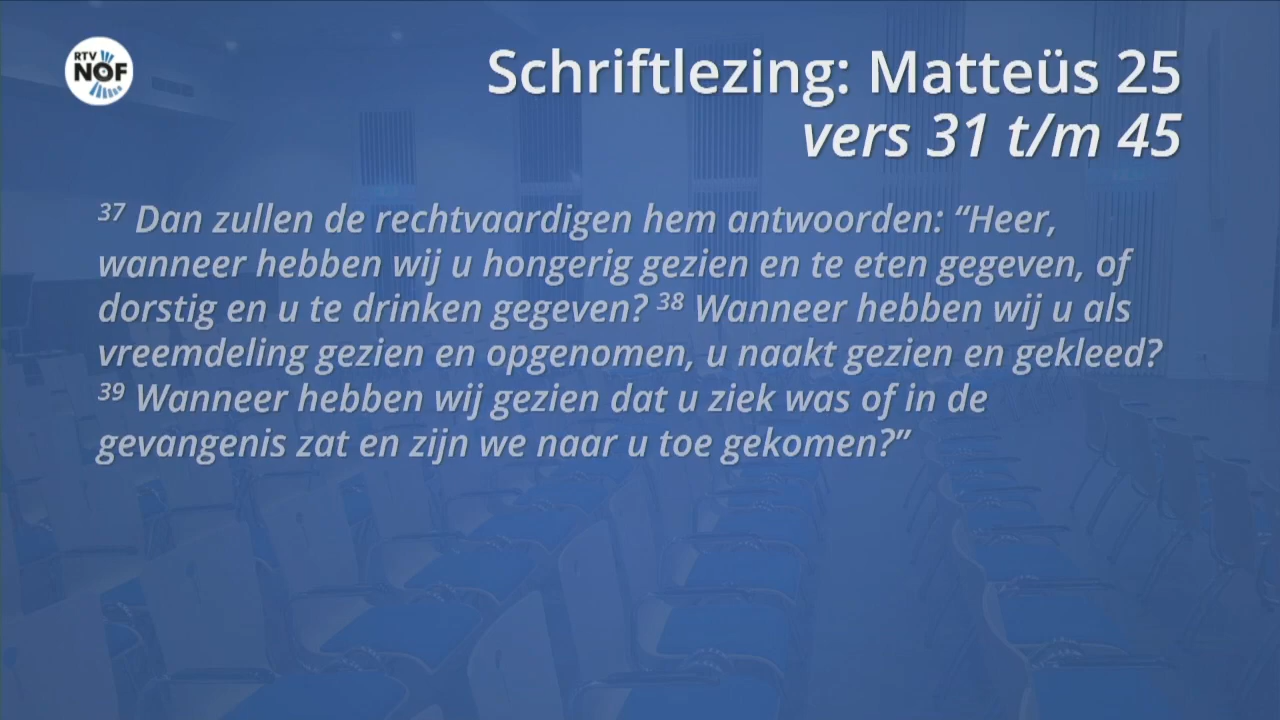 RTV
NOF
Schriftlezing: Matteüs 25
vers 31 t/m 45
37 Dan zullen de rechtvaardigen hem antwoorden: “Heer,
wanneer hebben wij u hongerig gezien en te eten gegeven, of
dorstig en u te drinken gegeven? 38 Wanneer hebben wij u als
vreemdeling gezien en opgenomen, u naakt gezien en gekleed?
39 Wanneer hebben wij gezien dat u ziek was of in de
gevangenis zat en zijn we naar u toe gekomen?”